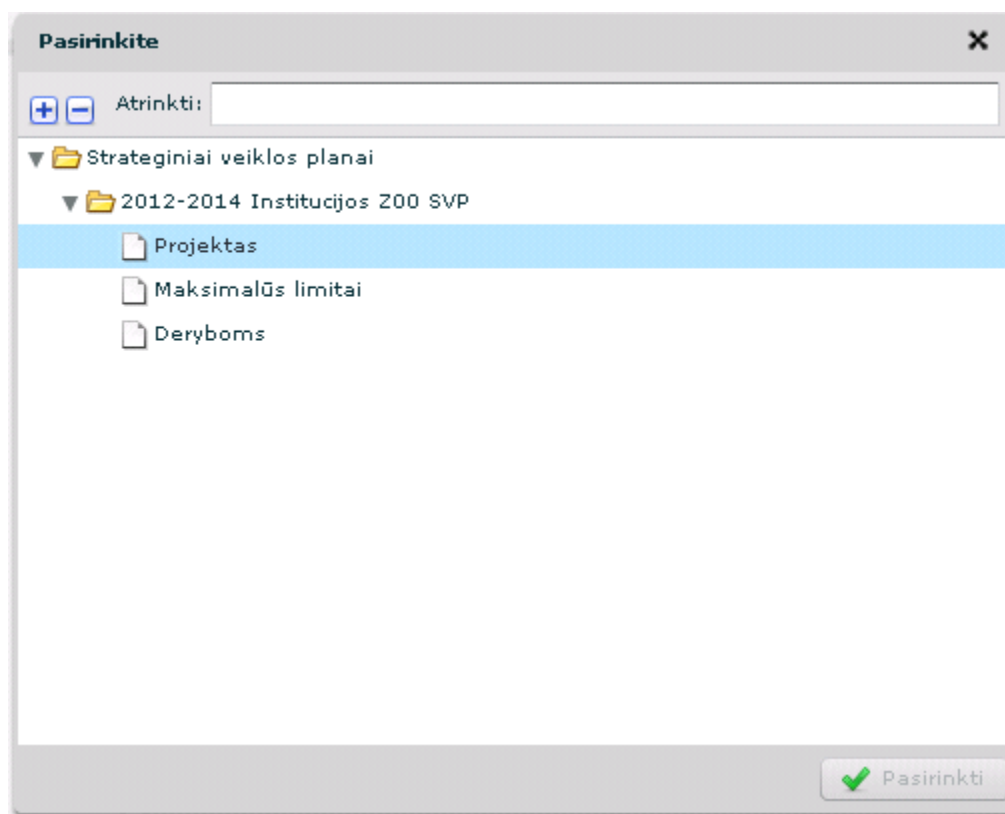 Pasirinkite
Atrinkti:
Strateginiai veiklos planai
2012-2014 Institucijos Z00 SVP
Projektas
Maksimalūs limitai
Deryboms
Pasirinkti